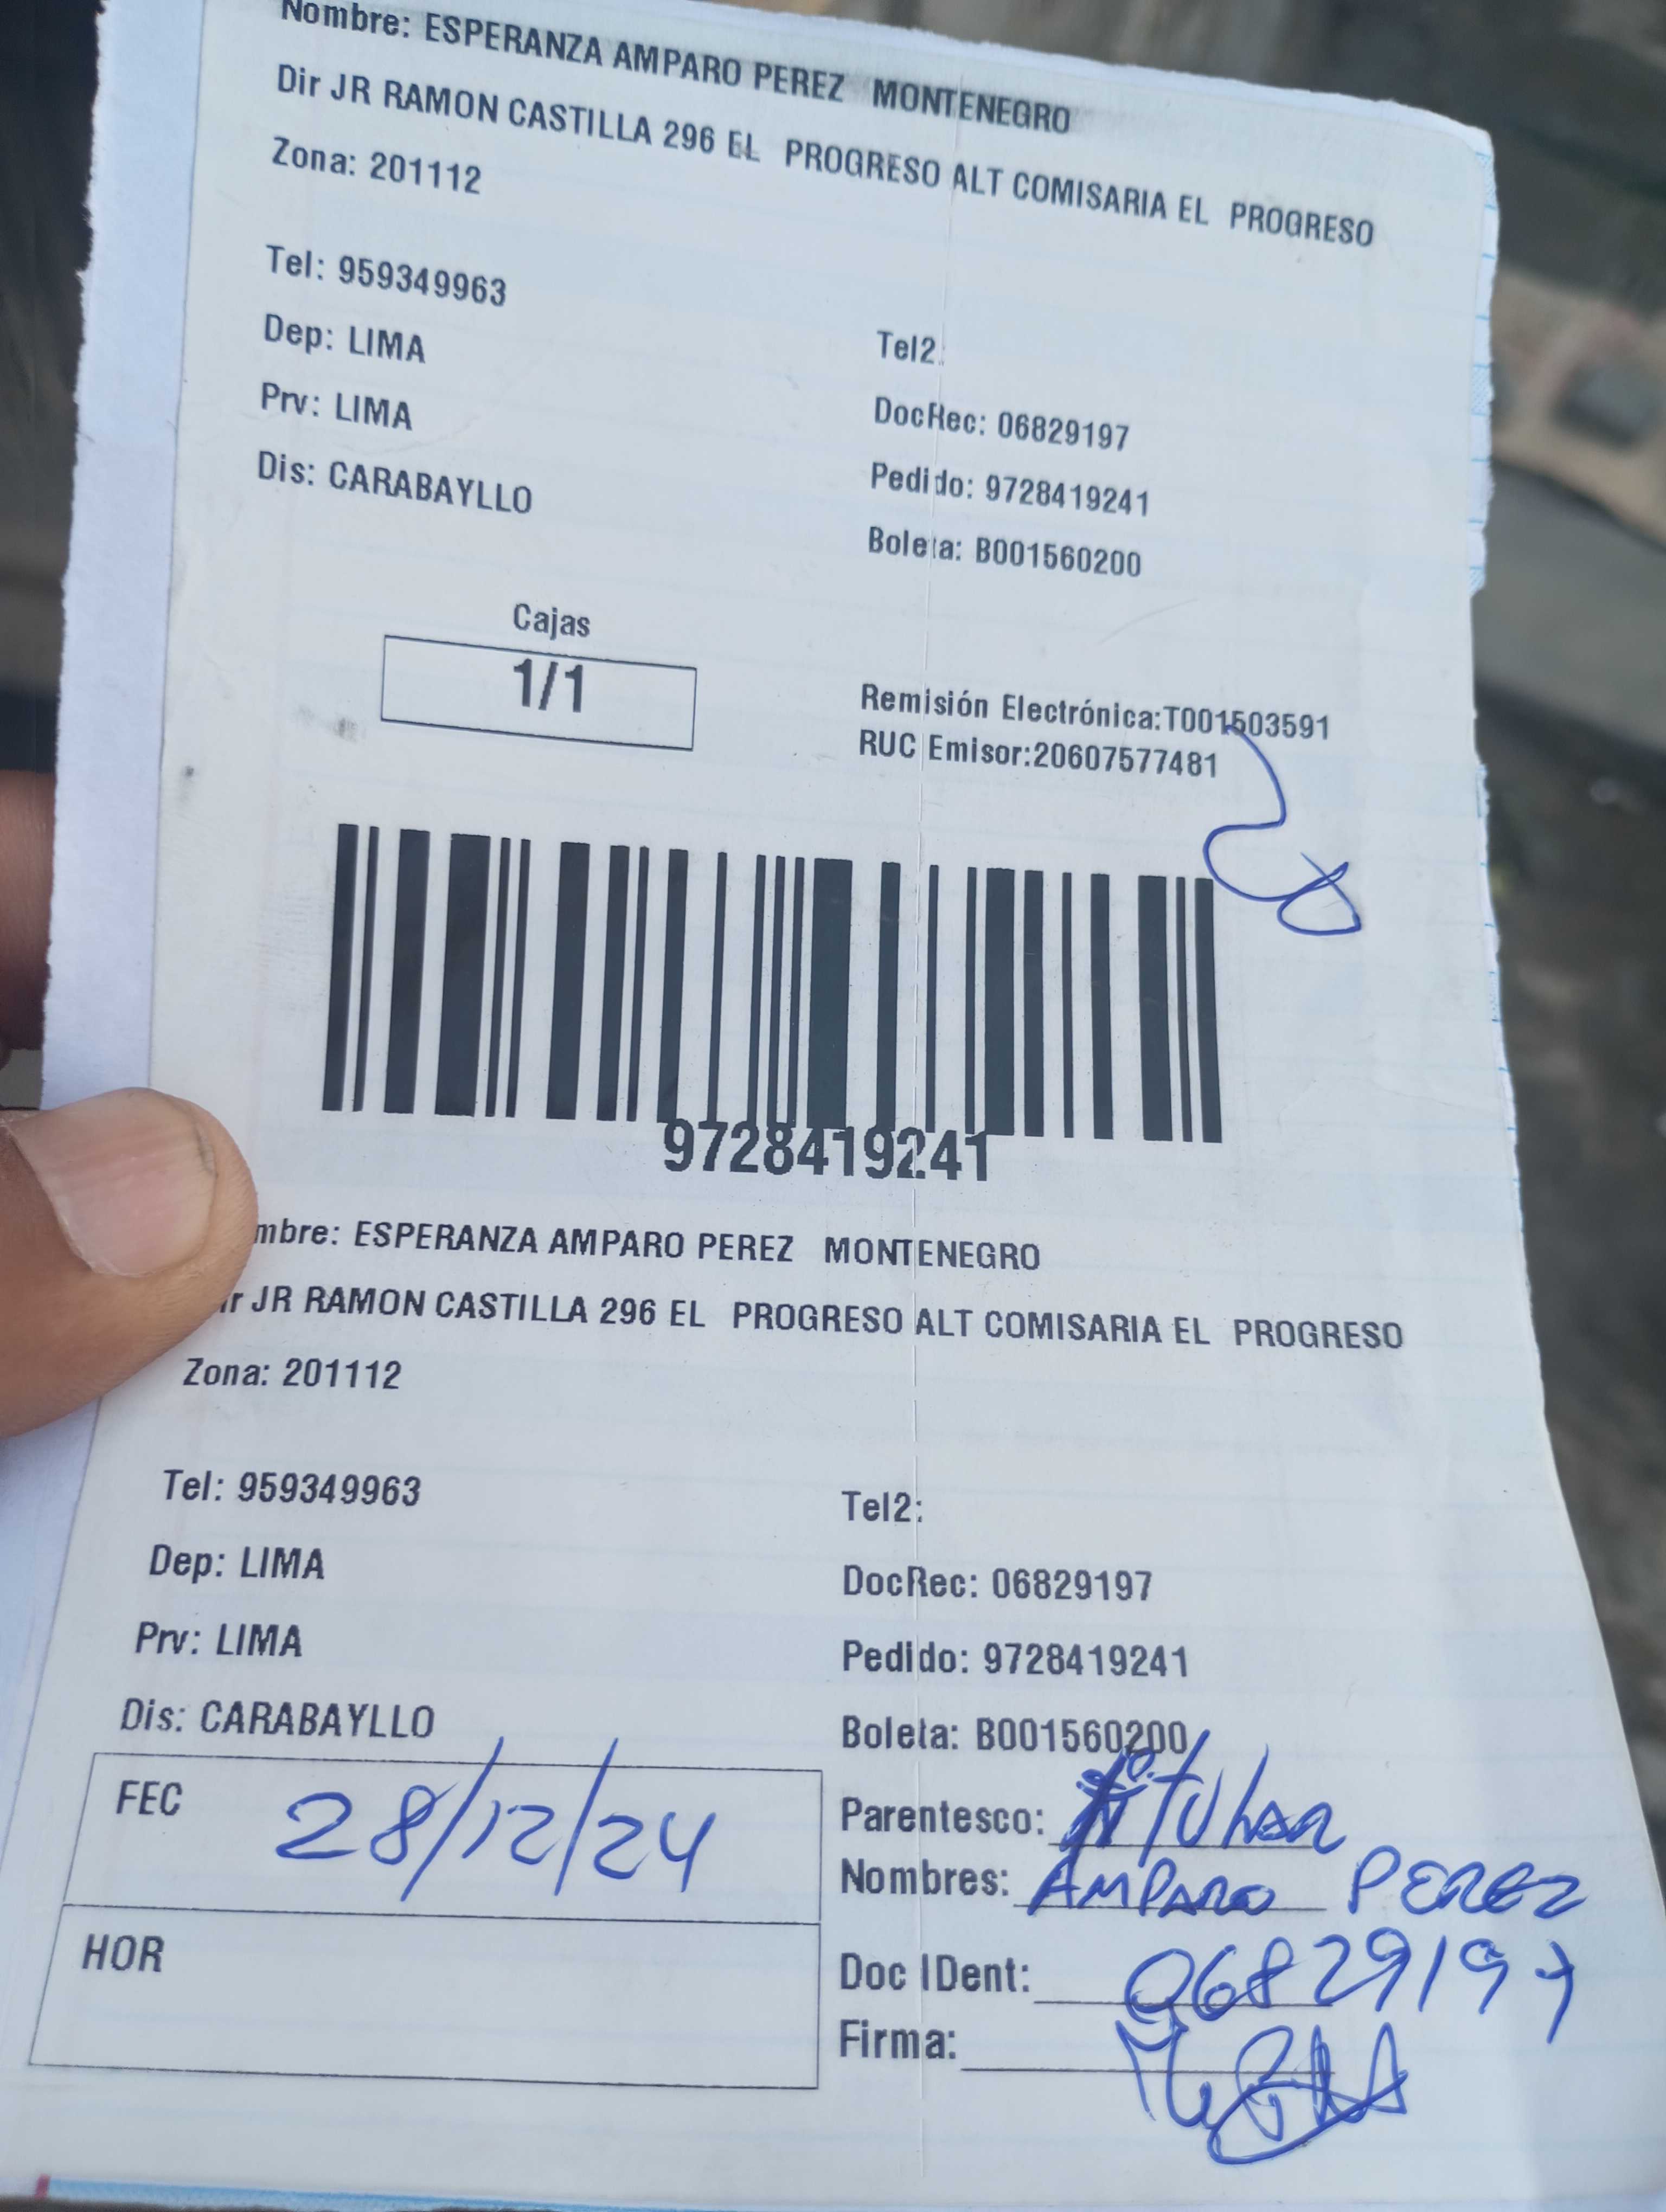 Nombre: ESPERANZA AMPARO PEREZ MONTENEGRO
Dir JR RAMON CASTILLA 296 EL PROGRESO ALT COMISARIA EL PROGRESO
Zona: 201112
Tel: 959349963
Tel2:
Dep: LIMA
DocRec: 06829197
Prv: LIMA
Pedido: 9728419241
Dis: CARABAYLLO
Boleta: B001560200
Cajas
1/1
Remisión Electrónica:T001503591
RUC Emisor:20607577481
9728419241
mbre: ESPERANZA AMPARO PEREZ MONTENEGRO
ir JR RAMON CASTILLA 296 EL PROGRESO ALT COMISARIA EL PROGRESO
Zona: 201112
Tel: 959349963
Tel2:
Dep: LIMA
DocRec: 06829197
Prv: LIMA
Pedido: 9728419241
Dis: CARABAYLLO
Boleta: B001560200
FEC 28/12/24
Parentesco: Titular
Nombres: AMPARO PEREZ
HOR
Doc IDent: 06829197
Firma: